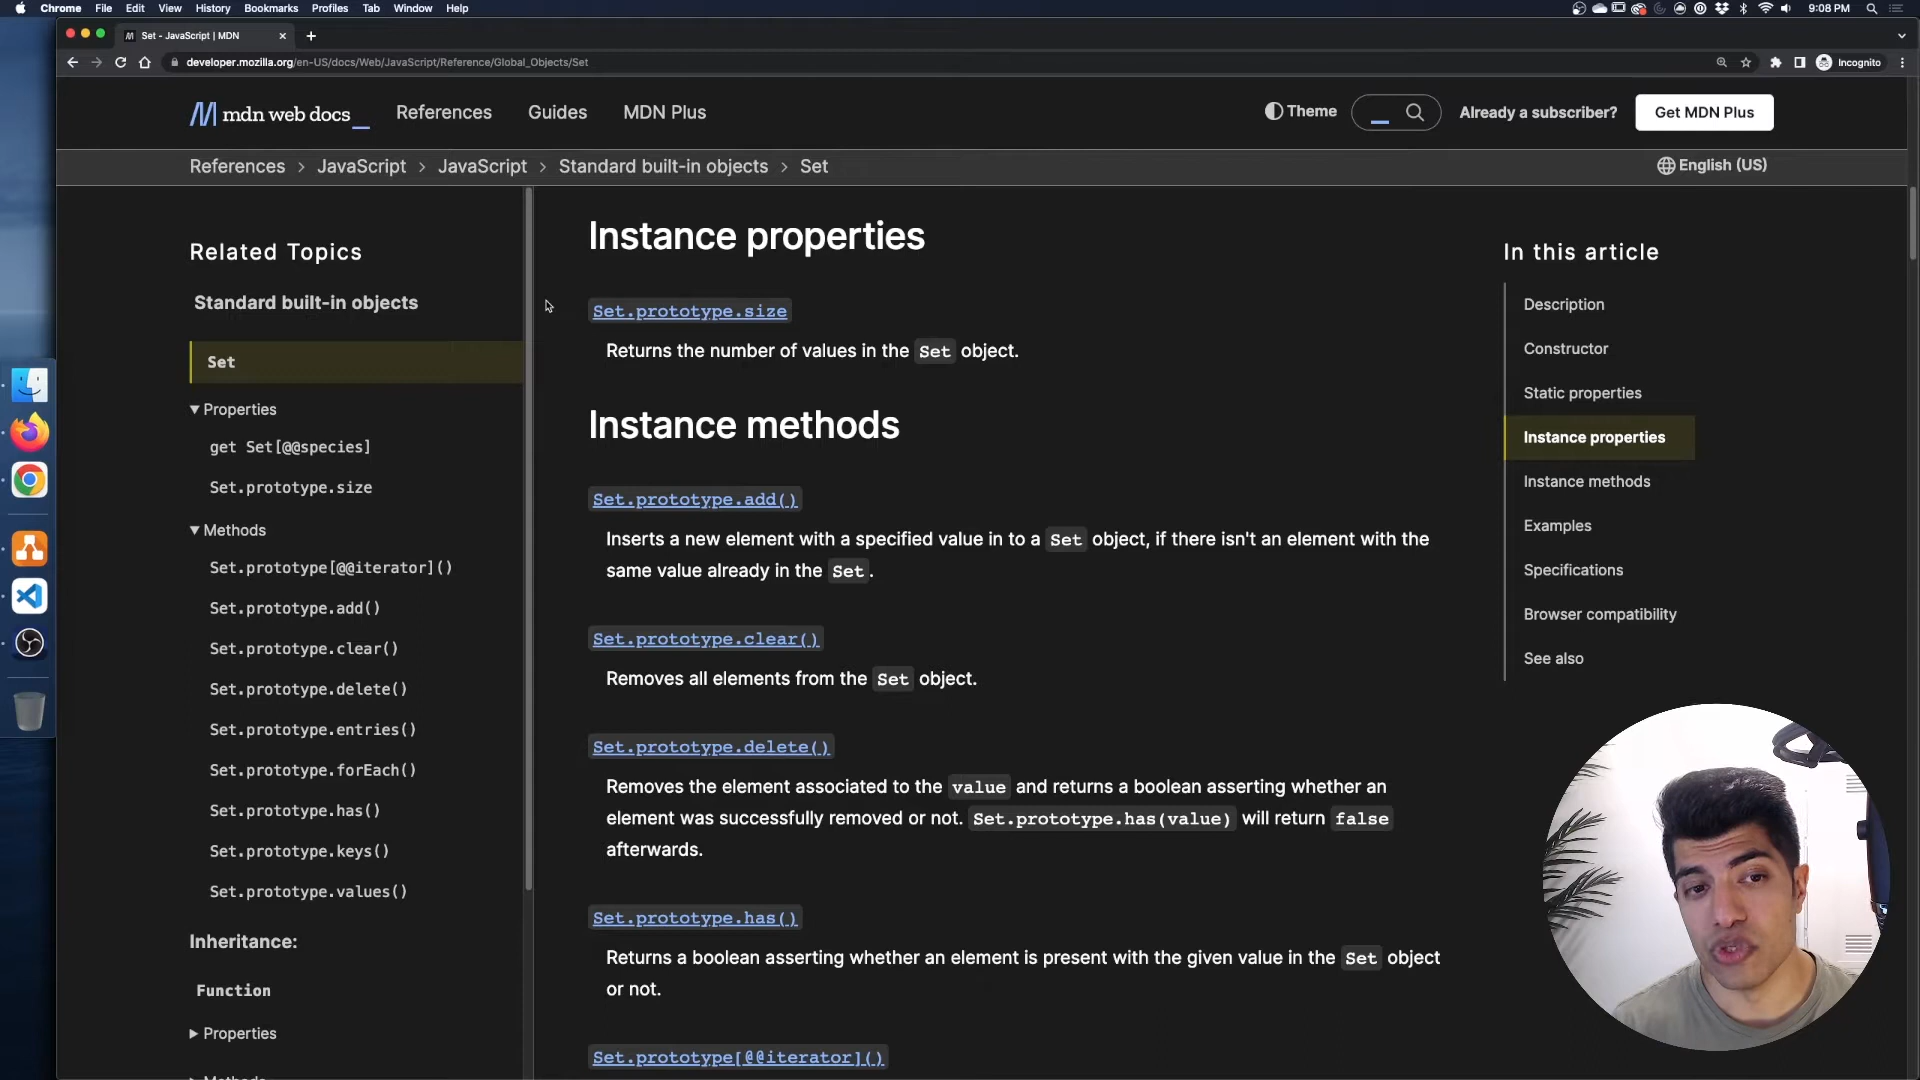 Chrome File Edit View History Bookmarks Profiles Tab Window Help 9:08 PM
Set - JavaScript | MDN
developer.mozilla.org/en-US/docs/Web/JavaScript/Reference/Global_Objects/Set Incognito
mdn web docs_ References Guides MDN Plus Theme Already a subscriber? Get MDN Plus
References > JavaScript > JavaScript > Standard built-in objects > Set English (US)
Related Topics
Standard built-in objects
Set
Properties
get Set[@@species]
Set.prototype.size
Methods
Set.prototype[@@iterator]()
Set.prototype.add()
Set.prototype.clear()
Set.prototype.delete()
Set.prototype.entries()
Set.prototype.forEach()
Set.prototype.has()
Set.prototype.keys()
Set.prototype.values()
Inheritance:
Function
Properties
Instance properties
Set.prototype.size
Returns the number of values in the Set object.
Instance methods
Set.prototype.add()
Inserts a new element with a specified value in to a Set object, if there isn't an element with the
same value already in the Set.
Set.prototype.clear()
Removes all elements from the Set object.
Set.prototype.delete()
Removes the element associated to the value and returns a boolean asserting whether an
element was successfully removed or not. Set.prototype.has(value) will return false
afterwards.
Set.prototype.has()
Returns a boolean asserting whether an element is present with the given value in the Set object
or not.
Set.prototype[@@iterator]()
In this article
Description
Constructor
Static properties
Instance properties
Instance methods
Examples
Specifications
Browser compatibility
See also